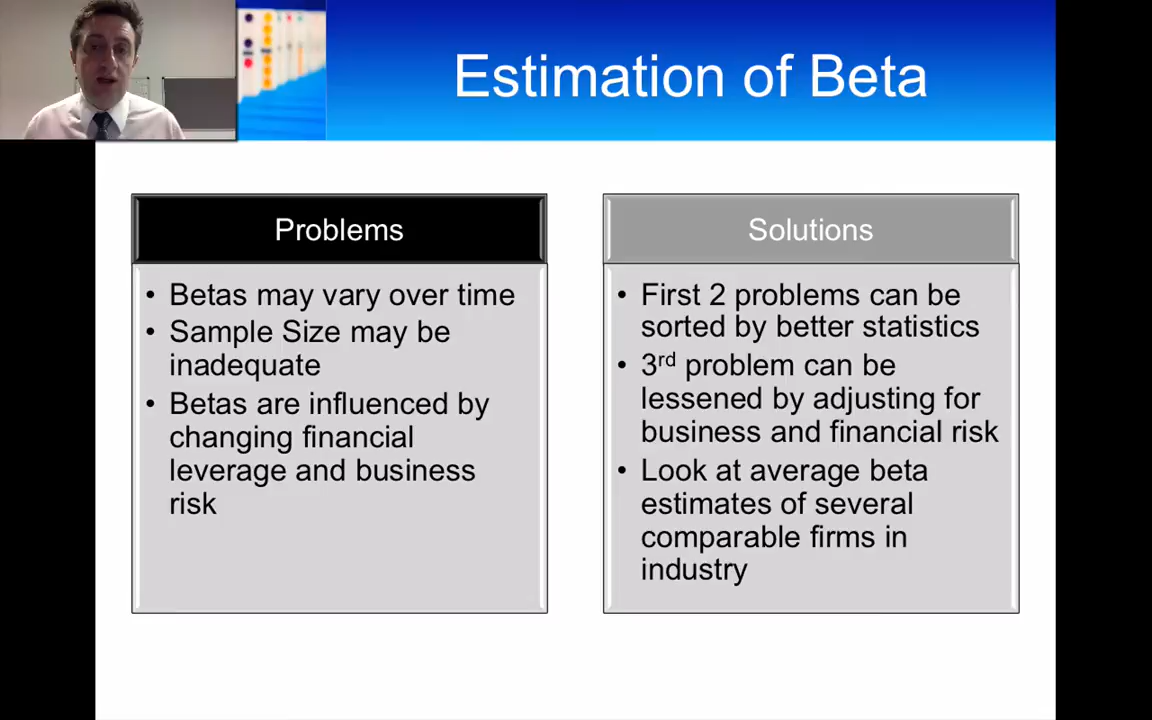 Estimation of Beta
Problems
• Betas may vary over time
• Sample Size may be
inadequate
• Betas are influenced by
changing financial
leverage and business
risk
Solutions
• First 2 problems can be
sorted by better statistics
• 3rd problem can be
lessened by adjusting for
business and financial risk
• Look at average beta
estimates of several
comparable firms in
industry